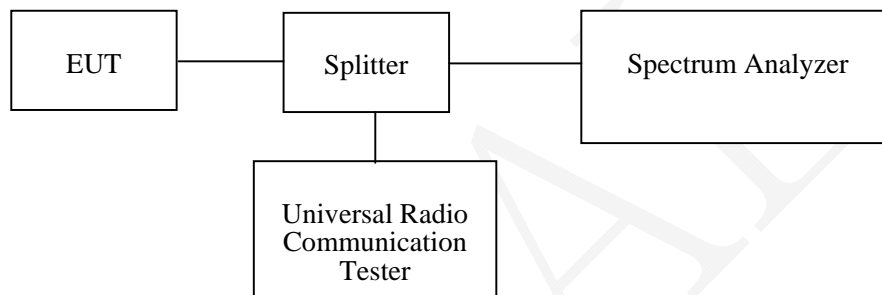 EUT
Splitter
Spectrum Analyzer
Universal Radio
Communication
Tester